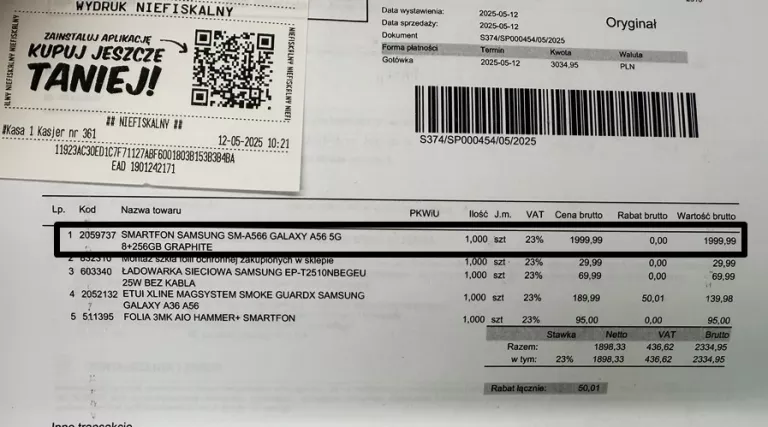 WYDRUK NIEFISKALNY
ZAINSTALUJ APLIKACJĘ
KUPUJ JESZCZE
TANIEJ!
NIEFISKALNY NIEFISKALNY
## NIEFISKALNY ##
#Kasa 1 Kasjer nr 361 12-05-2025 10:21
11923AC30ED1C7F71127ABF6001803B153B3B4BA
EAD 1901242171
Data wystawienia: 2025-05-12
Data sprzedaży: 2025-05-12
Dokument S374/SP000454/05/2025
Forma płatności Termin Kwota Waluta
Gotówka 2025-05-12 3034,95 PLN
Oryginał
S374/SP000454/05/2025
Lp. Kod Nazwa towaru PKWiU Ilość J.m. VAT Cena brutto Rabat brutto Wartość brutto
1 2059737 SMARTFON SAMSUNG SM-A566 GALAXY A56 5G 1,000 szt 23% 1999,99 0,00 1999,99
8+256GB GRAPHITE
2 832310 Montaż szkła folii ochronnej zakupionych w sklepie 1,000 szt 23% 29,99 0,00 29,99
3 603340 ŁADOWARKA SIECIOWA SAMSUNG EP-T2510NBEGEU 1,000 szt 23% 69,99 0,00 69,99
25W BEZ KABLA
4 2052132 ETUI XLINE MAGSYSTEM SMOKE GUARDX SAMSUNG 1,000 szt 23% 189,99 50,01 139,98
GALAXY A36 A56
5 511395 FOLIA 3MK AIO HAMMER+ SMARTFON 1,000 szt 23% 95,00 0,00 95,00
Stawka Netto VAT Brutto
Razem: 1898,33 436,62 2334,95
w tym: 23% 1898,33 436,62 2334,95
Rabat łącznie: 50,01